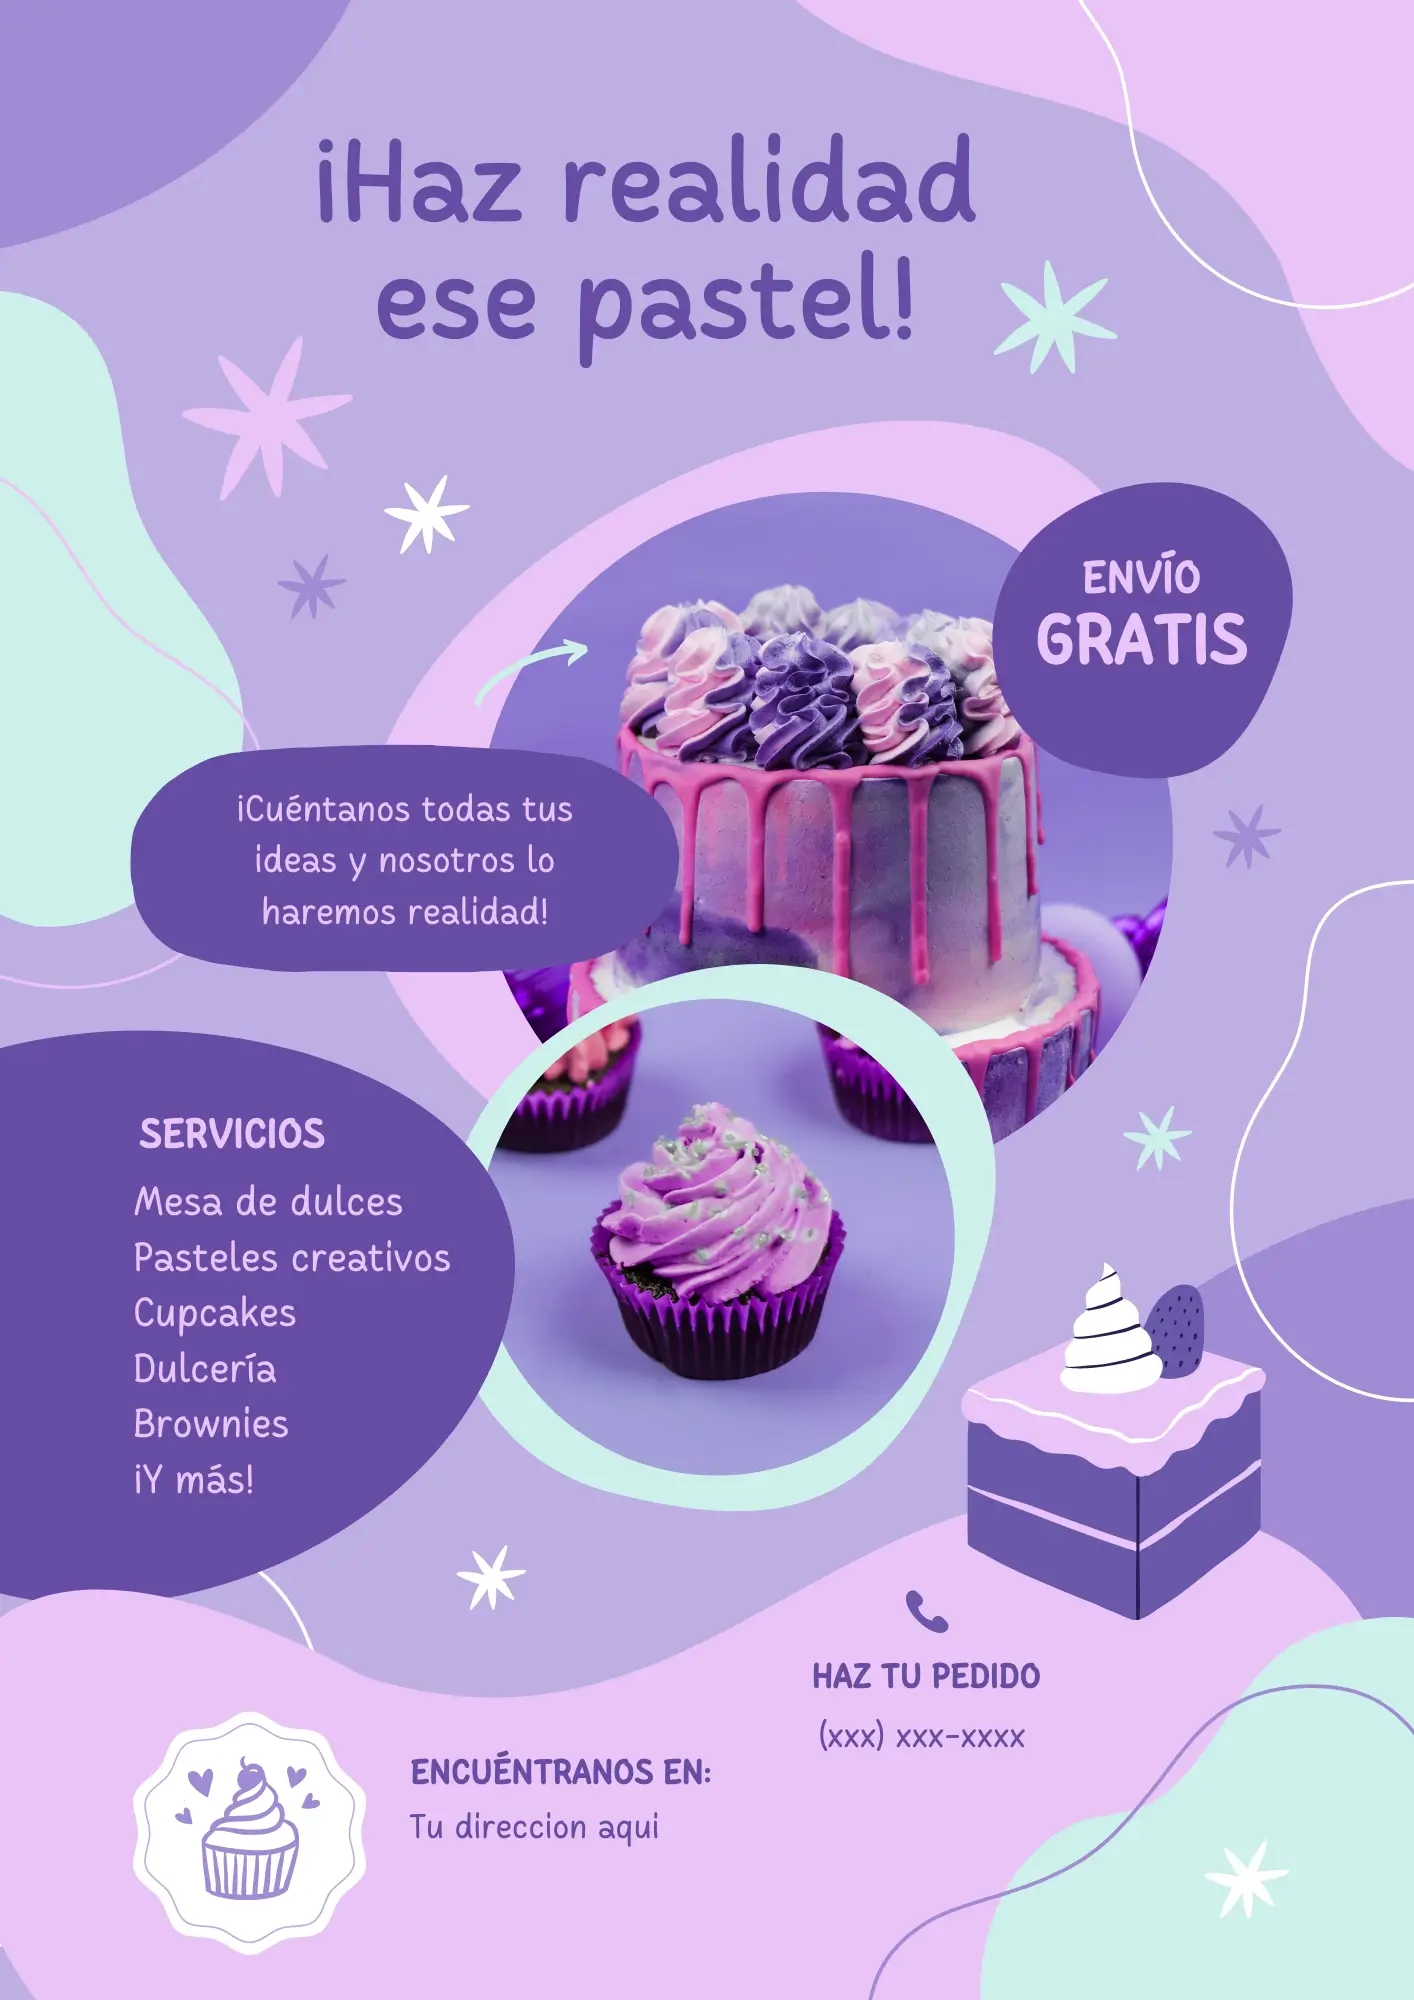 ¡Haz realidad
ese pastel!
ENVÍO
GRATIS
¡Cuéntanos todas tus
ideas y nosotros lo
haremos realidad!
SERVICIOS
Mesa de dulces
Pasteles creativos
Cupcakes
Dulcería
Brownies
¡Y más!
HAZ TU PEDIDO
(xxx) xxx-xxxx
ENCUÉNTRANOS EN:
Tu direccion aqui